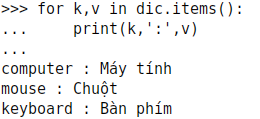 >>> for k,v in dic.items():
...     print(k,':',v)
...
computer : Máy tính
mouse : Chuột
keyboard : Bàn phím